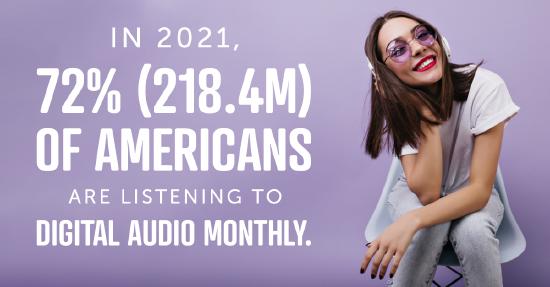 IN 2021,
72% (218.4M)
OF AMERICANS
ARE LISTENING TO
DIGITAL AUDIO MONTHLY.